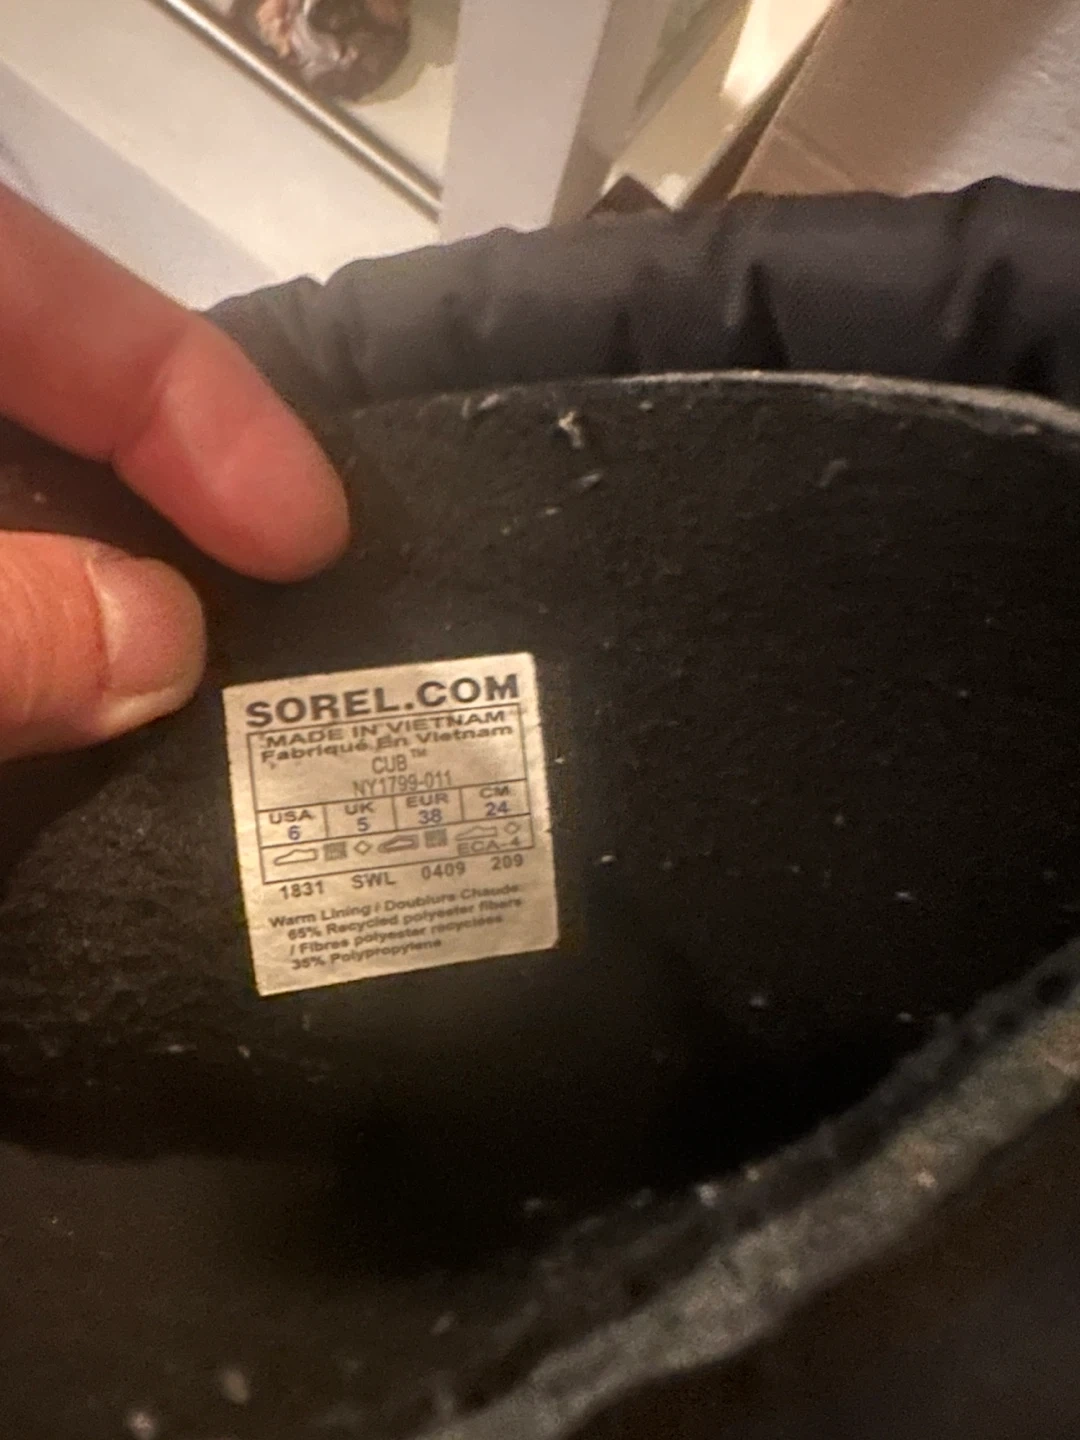 SOREL.COM
MADE IN VIETNAM
Fabriqué En Vietnam
CUB™
NY1799-011
USA UK EUR CM
6 5 38 24
ECA-4
1831 SWL 0409 209
Warm Lining / Doublure Chaude
65% Recycled polyester fibers
/ Fibres polyester recyclées
35% Polypropylene